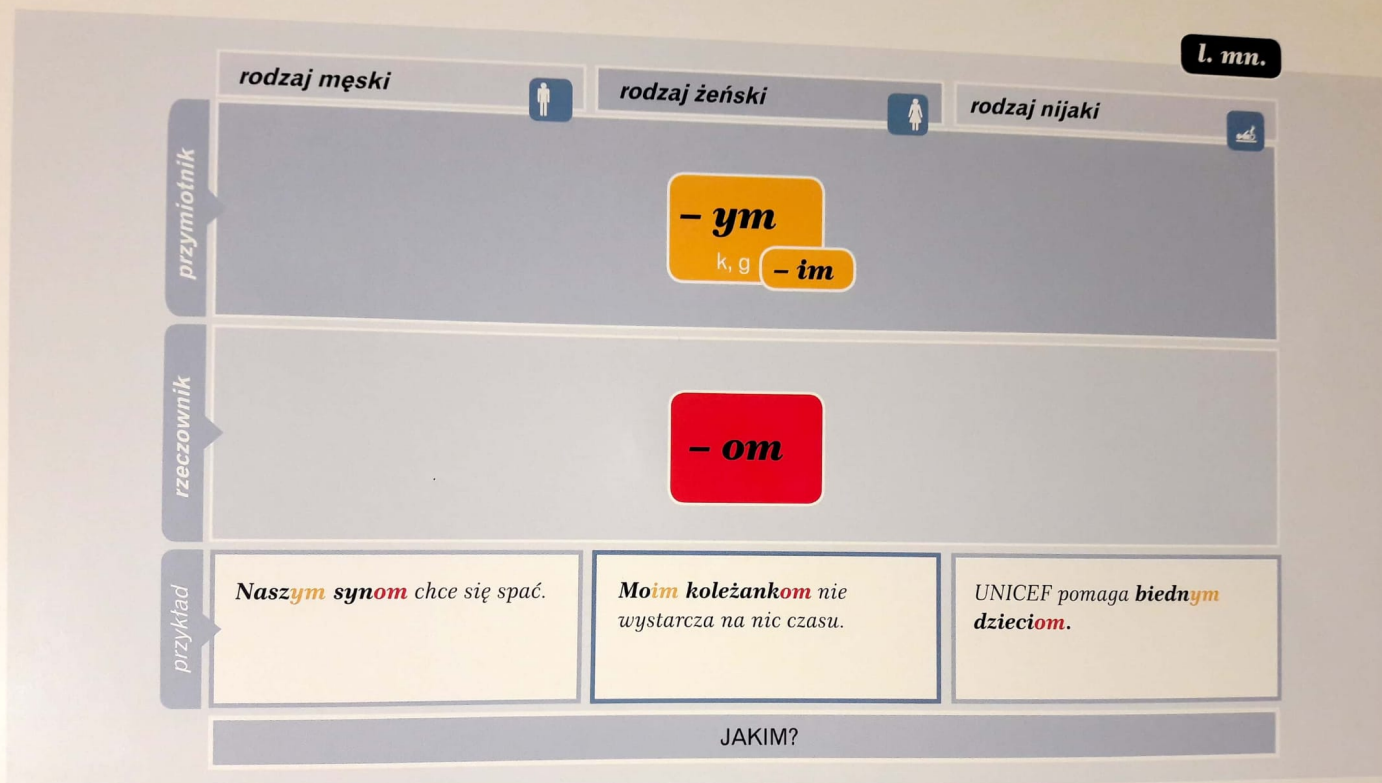 l. mn.
rodzaj męski
rodzaj żeński
rodzaj nijaki
przymiotnik
– ym
k, g – im
rzeczownik
– om
przykład
Naszym synom chce się spać.
Moim koleżankom nie
wystarcza na nic czasu.
UNICEF pomaga biednym
dzieciom.
JAKIM?